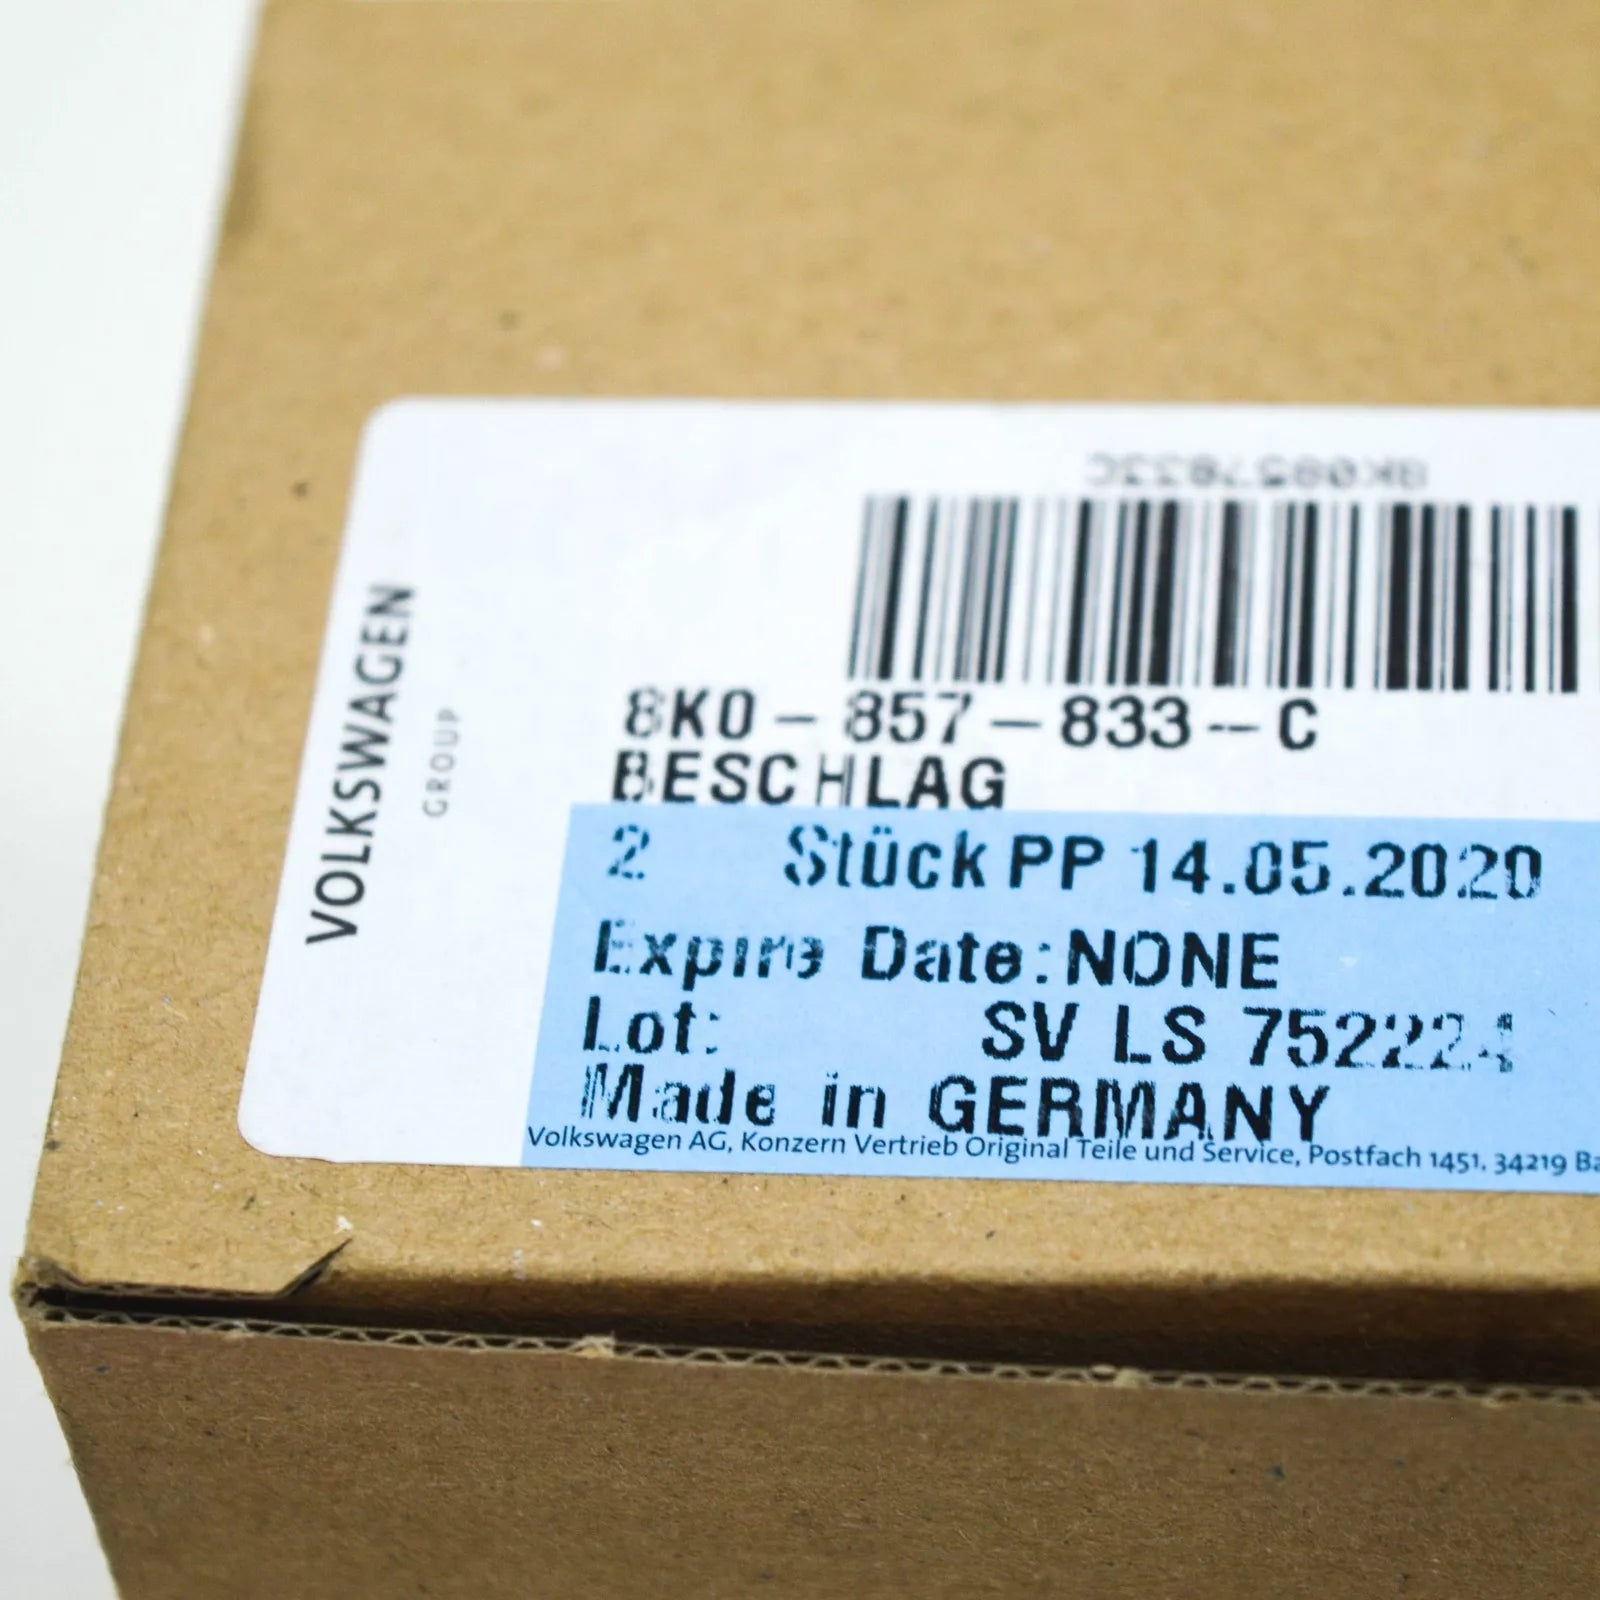 VOLKSWAGEN
GROUP
8K0857833C
8K0-857-833--C
BESCHLAG
2 Stück PP 14.05.2020
Expire Date:NONE
Lot: SV LS 752224
Made in GERMANY
Volkswagen AG, Konzern Vertrieb Original Teile und Service, Postfach 1451, 34219 Ba